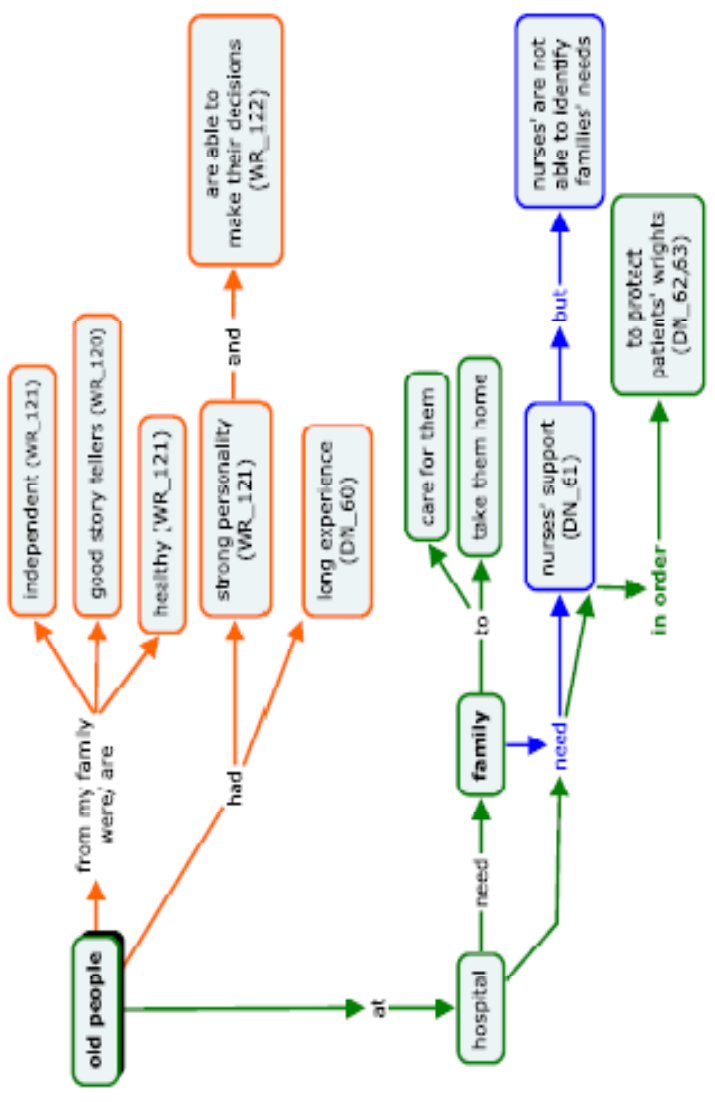 old people
from my family
were/ are
independent (WR_121)
good story tellers (WR_120)
healthy (WR_121)
had
strong personality
(WR_121)
and
are able to
make their decisions
(WR_122)
long experience
(DM_60)
at
hospital
need
family
to
care for them
take them home
need
nurses' support
(DN_61)
but
nurses' are not
able to identify
families' needs
in order
to protect
patients' wrights
(DM_62,63)